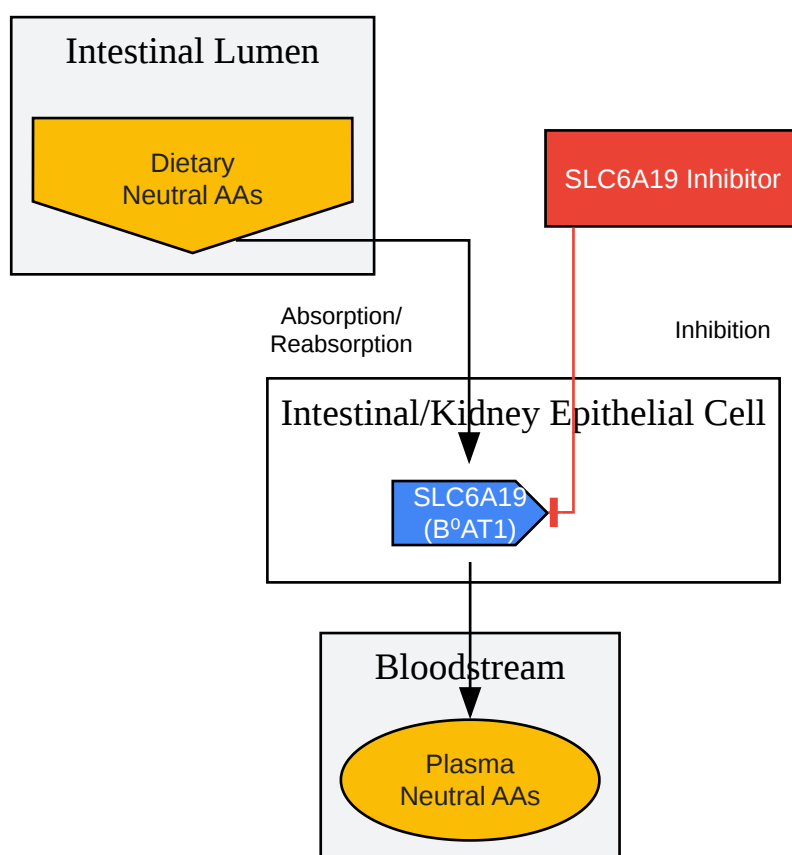 Intestinal Lumen
Dietary
Neutral AAs
SLC6A19 Inhibitor
Absorption/
Reabsorption
Inhibition
Intestinal/Kidney Epithelial Cell
SLC6A19
(B⁰AT1)
Bloodstream
Plasma
Neutral AAs